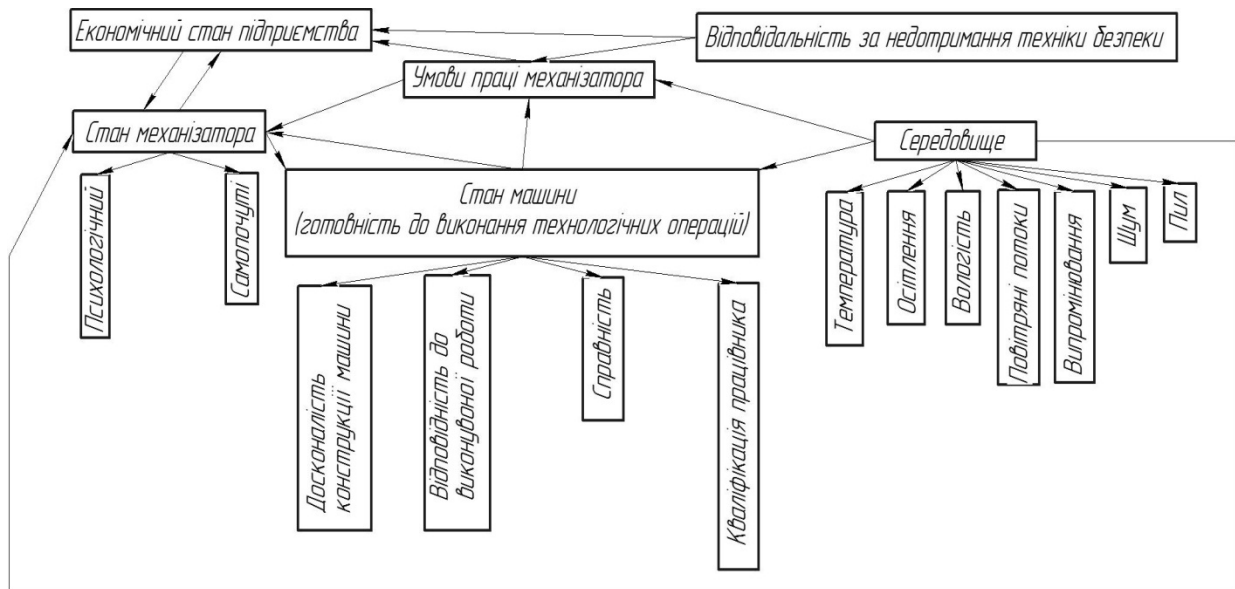 Економічний стан підприємства
Відповідальність за недотримання техніки безпеки
Умови праці механізатора
Стан механізатора
Середовище
Психологічний
Самопочуті
Стан машини
(готовність до виконання технологічних операцій)
Температура
Осітлення
Вологість
Повітряні потоки
Випромінювання
Шум
Пил
Досконалість
конструкції машини
Відповідність до
виконуваної роботи
Справність
Кваліфікація працівника